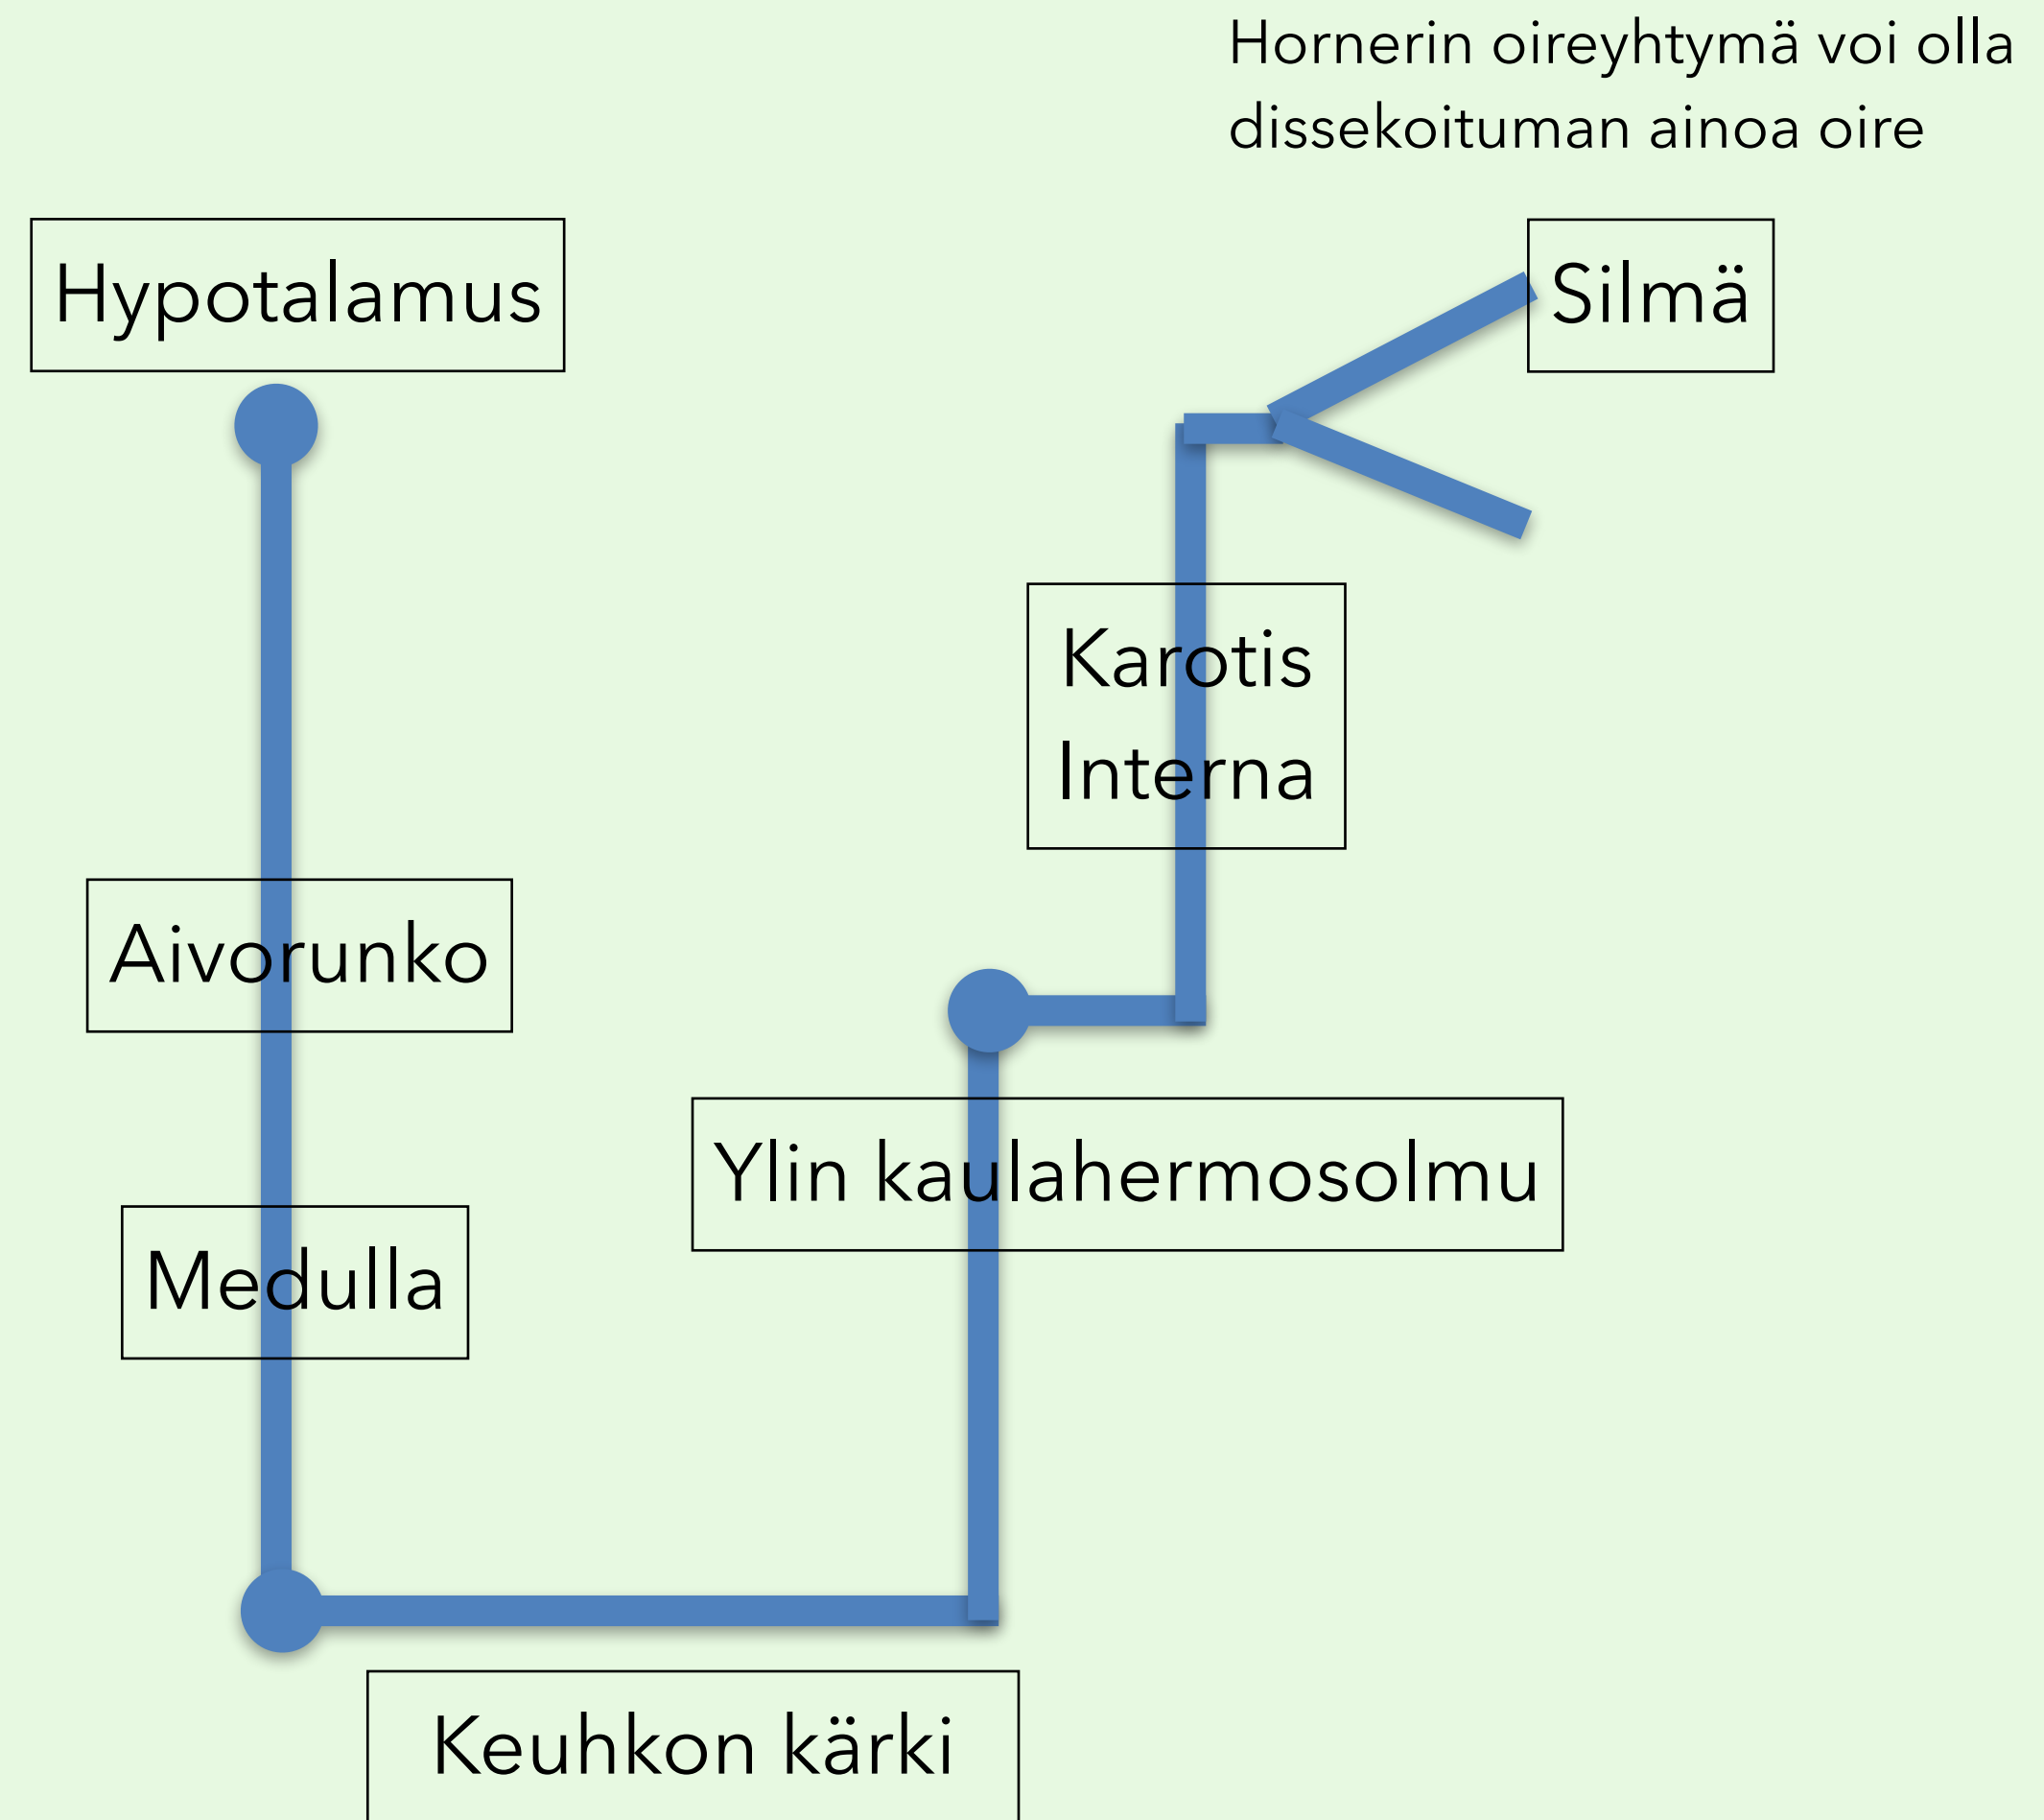 Hornerin oireyhtymä voi olla
dissekoituman ainoa oire
Hypotalamus
Silmä
Karotis
Interna
Aivorunko
Ylin kaulahermosolmu
Medulla
Keuhkon kärki